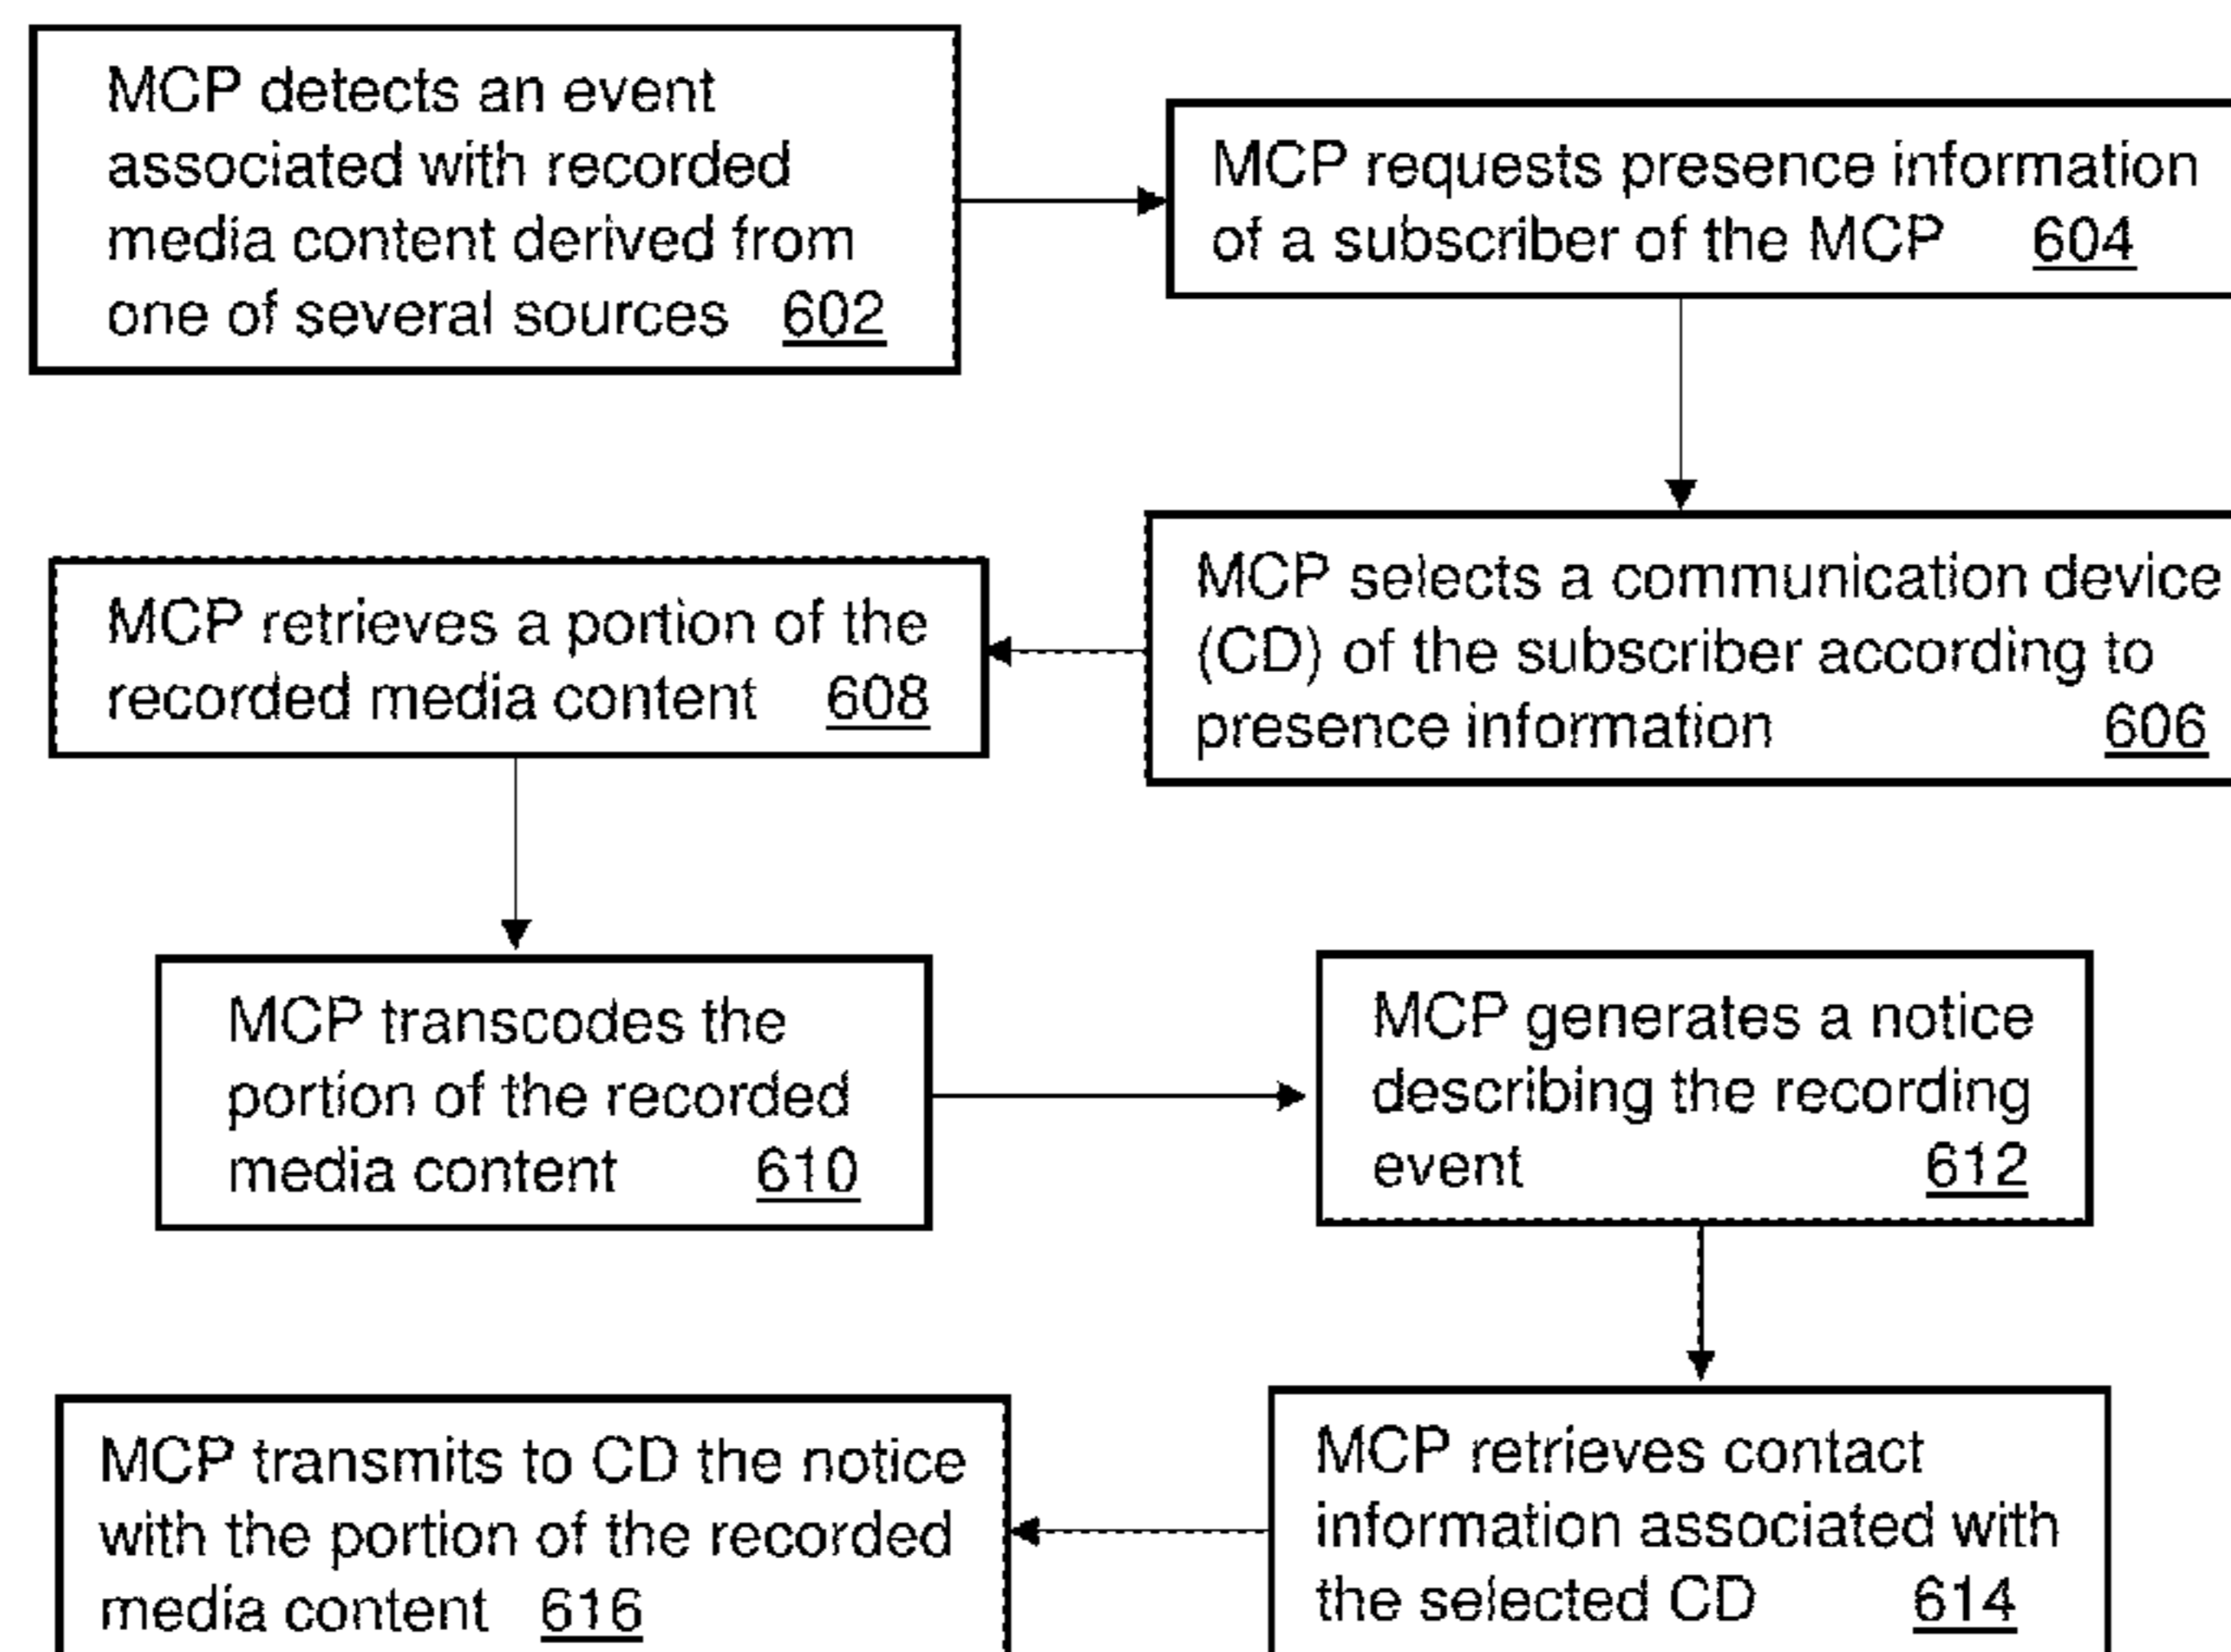 MCP detects an event
associated with recorded
media content derived from
one of several sources 602
MCP requests presence information
of a subscriber of the MCP 604
MCP selects a communication device
(CD) of the subscriber according to
presence information 606
MCP retrieves a portion of the
recorded media content 608
MCP transcodes the
portion of the recorded
media content 610
MCP generates a notice
describing the recording
event 612
MCP retrieves contact
information associated with
the selected CD 614
MCP transmits to CD the notice
with the portion of the recorded
media content 616